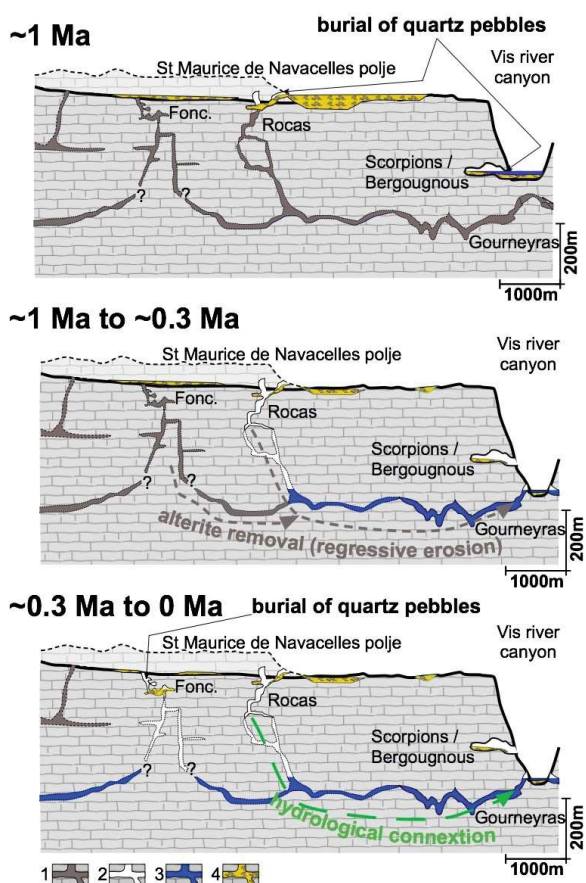 ~1 Ma
burial of quartz pebbles
St Maurice de Navacelles polje
Vis river
canyon
Fonc.
Rocas
Scorpions /
Bergougnous
?
?
Gourneyras
200m
1000m
~1 Ma to ~0.3 Ma
Vis river
canyon
St Maurice de Navacelles polje
Fonc.
Rocas
Scorpions /
Bergougnous
?
?
Gourneyras
alterite removal (regressive erosion)
200m
1000m
~0.3 Ma to 0 Ma
burial of quartz pebbles
St Maurice de Navacelles polje
Vis river
canyon
Fonc.
Rocas
Scorpions /
Bergougnous
?
?
Gourneyras
hydrological connextion
200m
1000m
1 2 3 4